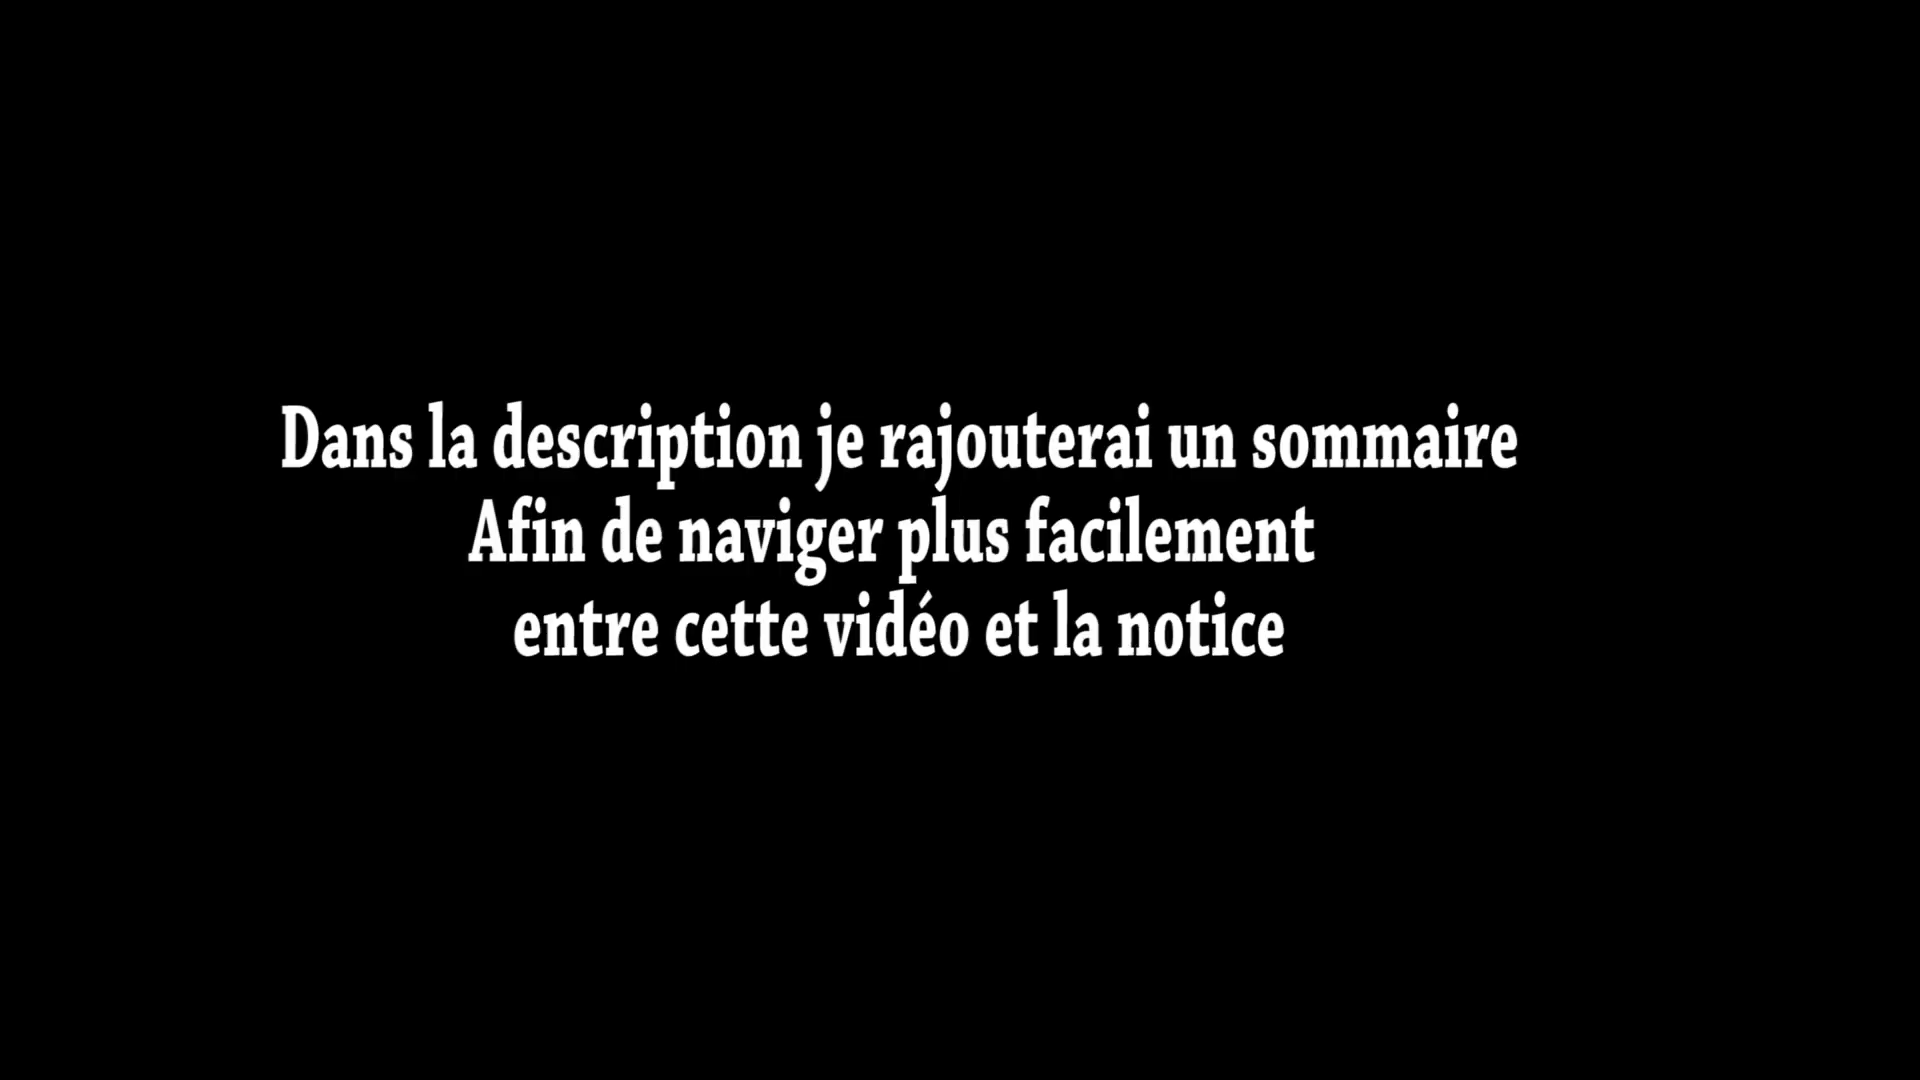 Dans la description je rajouterai un sommaire
Afin de naviger plus facilement
entre cette vidéo et la notice